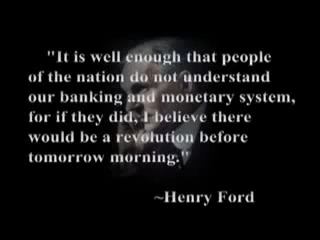 "It is well enough that people
of the nation do not understand
our banking and monetary system,
for if they did, I believe there
would be a revolution before
tomorrow morning."
~Henry Ford